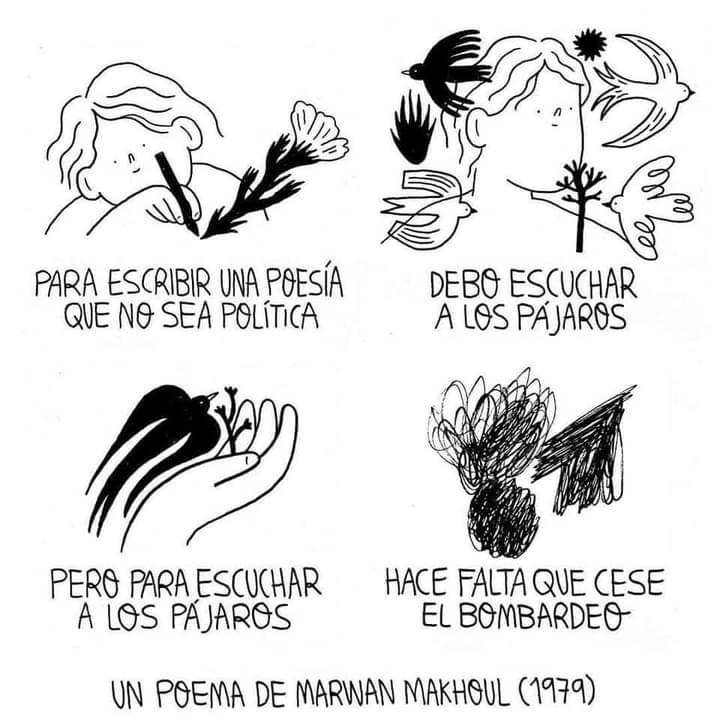 PARA ESCRIBIR UNA POESÍA
QUE NO SEA POLÍTICA
DEBO ESCUCHAR
A LOS PÁJAROS
PERO PARA ESCUCHAR
A LOS PÁJAROS
HACE FALTA QUE CESE
EL BOMBARDEO
UN POEMA DE MARWAN MAKHOUL (1979)